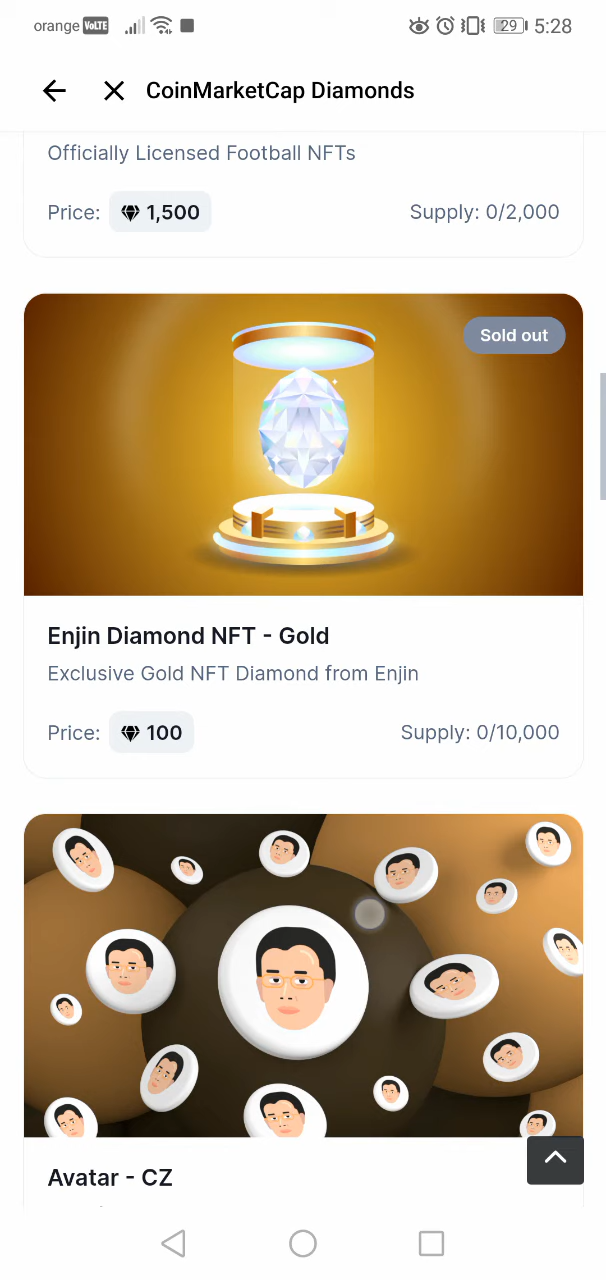 orange VoLTE 29 5:28
CoinMarketCap Diamonds
Officially Licensed Football NFTs
Price: 1,500 Supply: 0/2,000
Sold out
Enjin Diamond NFT - Gold
Exclusive Gold NFT Diamond from Enjin
Price: 100 Supply: 0/10,000
Avatar - CZ